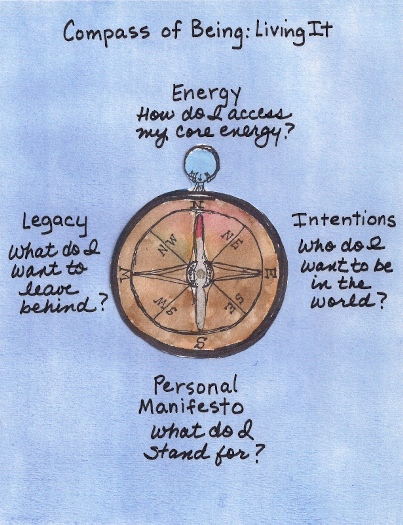 Compass of Being: Living It
Energy
How do I access
my core energy?
N
NW
NE
Legacy
What do I
want to
leave
behind?
W
E
Intentions
Who do I
want to be
in the
world?
SW
SE
S
Personal
Manifesto
What do I
stand for?